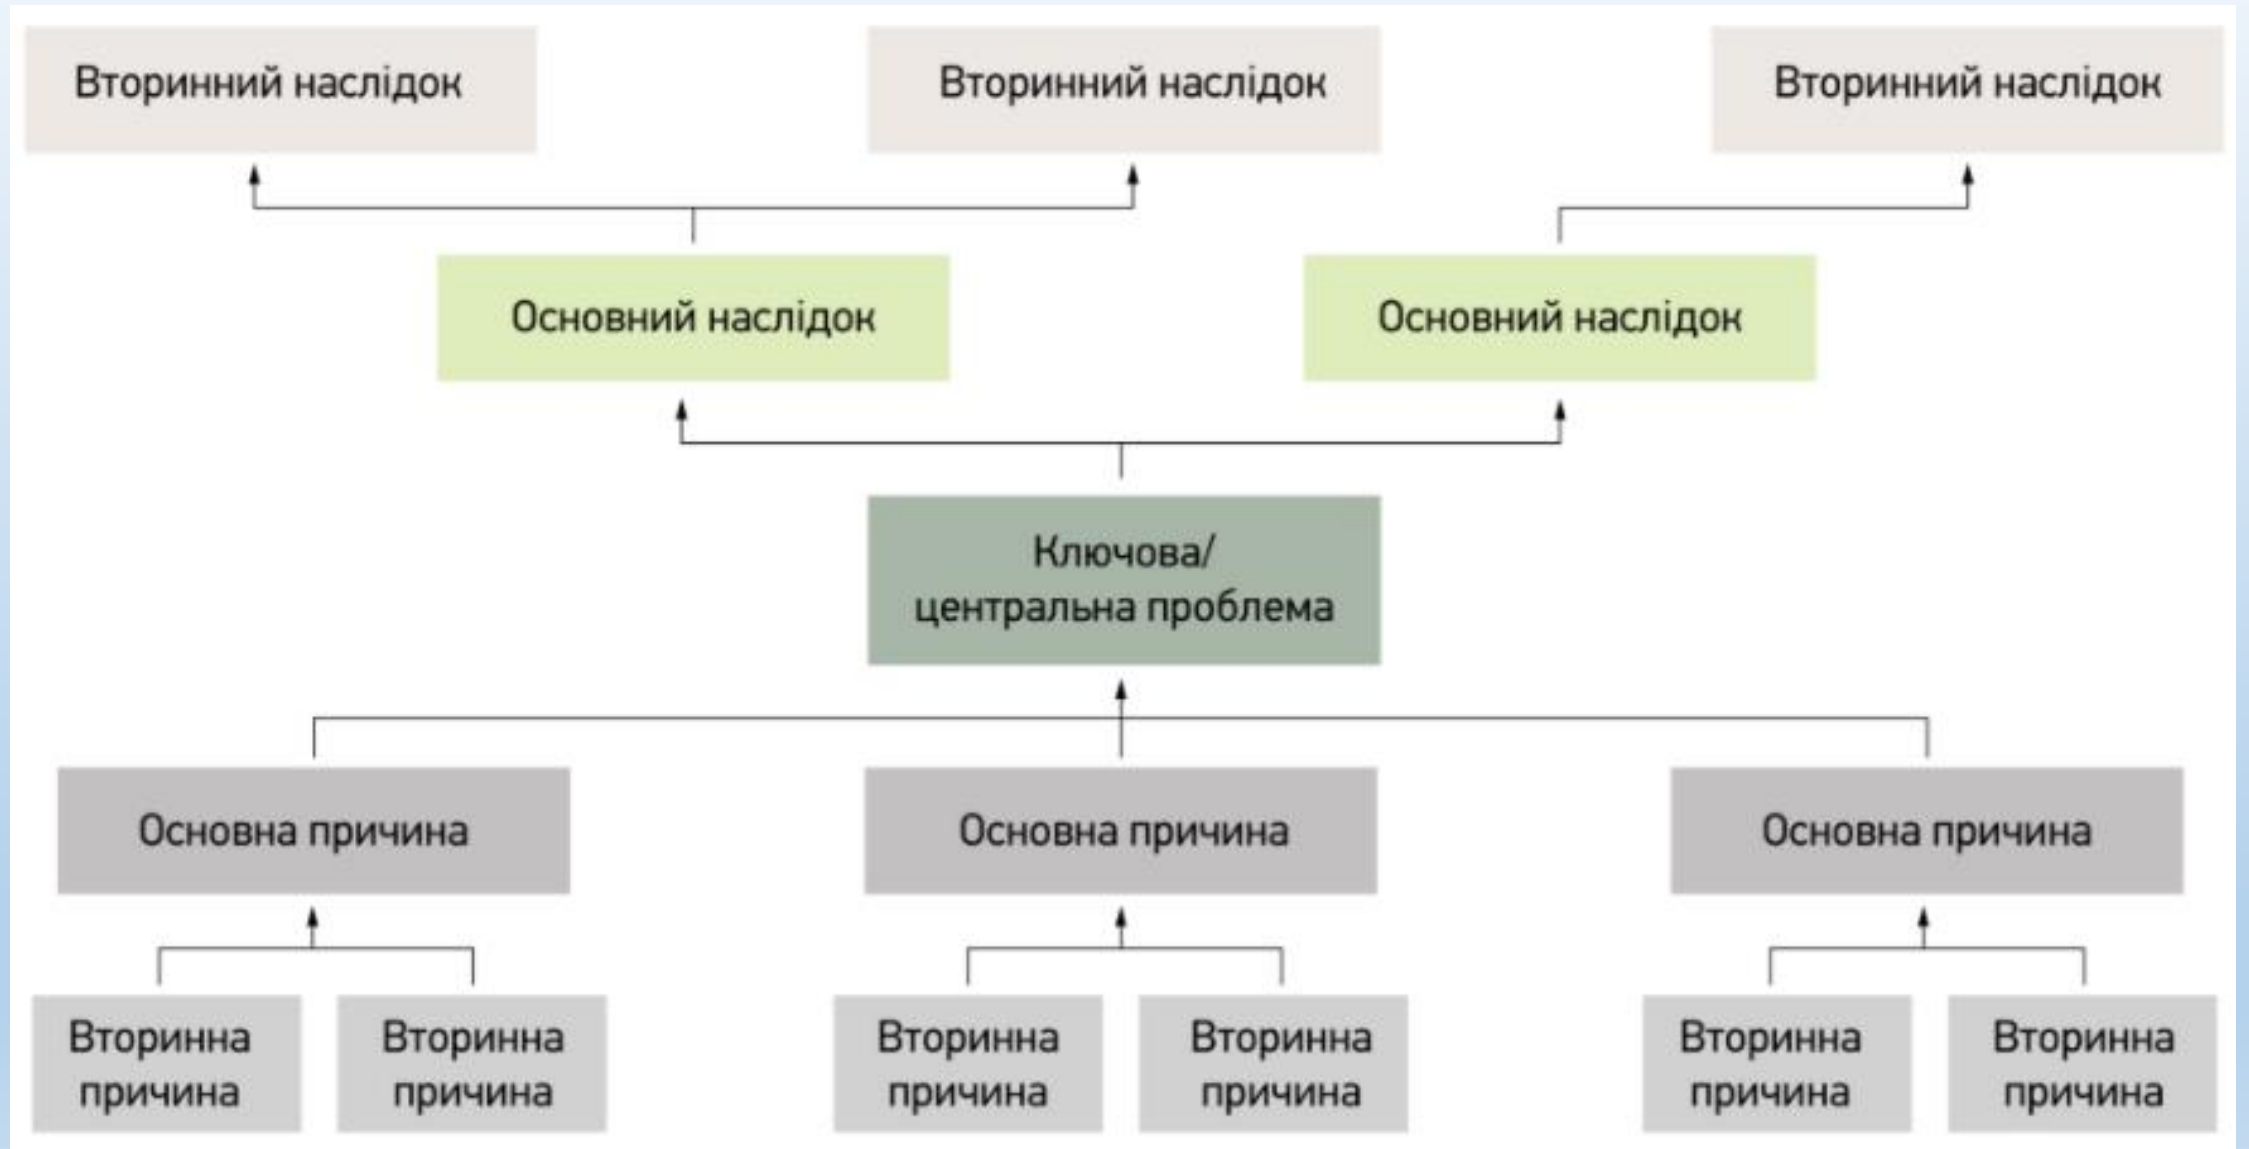 Вторинний наслідок
Вторинний наслідок
Вторинний наслідок
Основний наслідок
Основний наслідок
Ключова/
центральна проблема
Основна причина
Основна причина
Основна причина
Вторинна
причина
Вторинна
причина
Вторинна
причина
Вторинна
причина
Вторинна
причина
Вторинна
причина